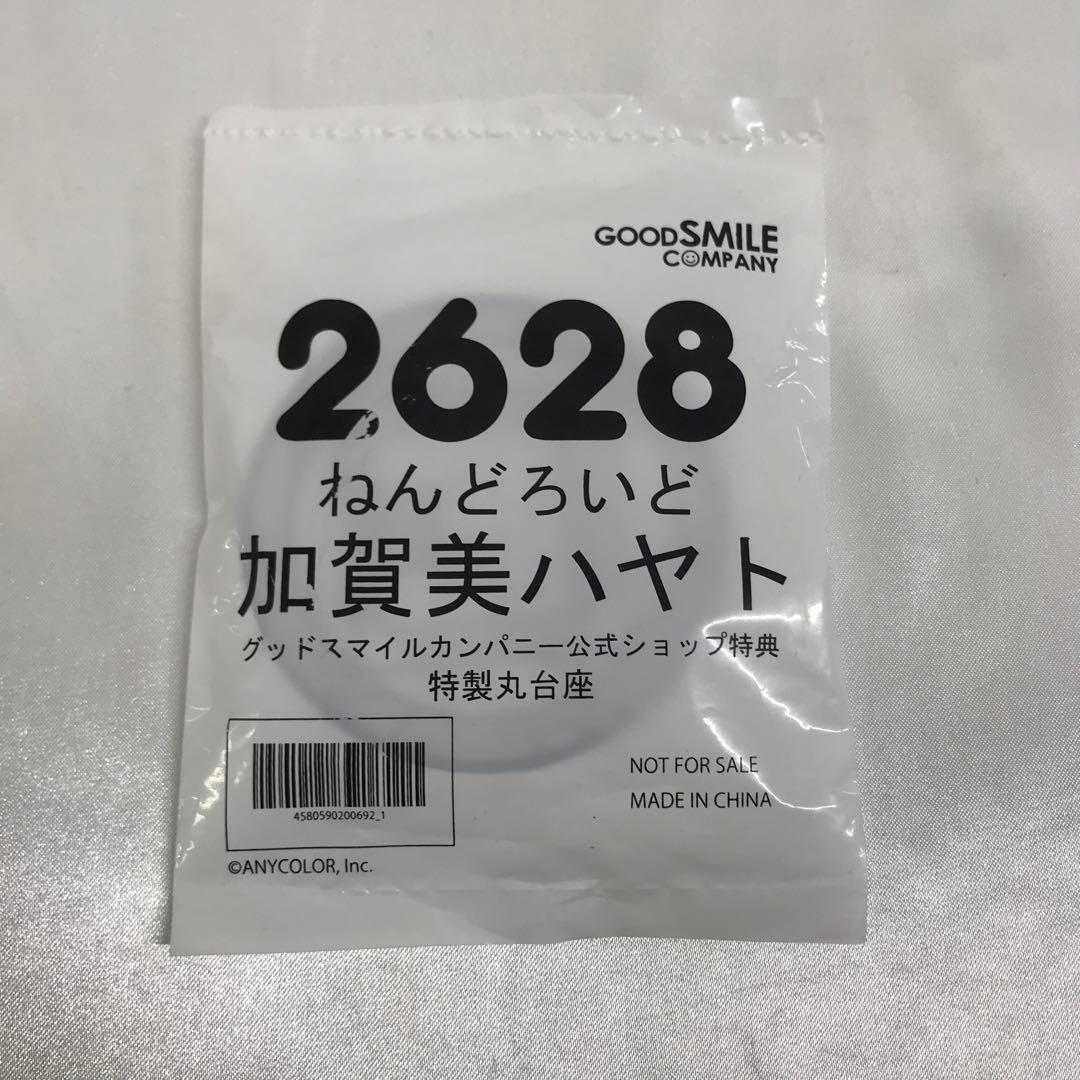 GOODSMILE
COMPANY
2628
ねんどろいど
加賀美ハヤト
グッドスマイルカンパニー公式ショップ特典
特製丸台座
4580590200692_1
NOT FOR SALE
MADE IN CHINA
©ANYCOLOR, Inc.